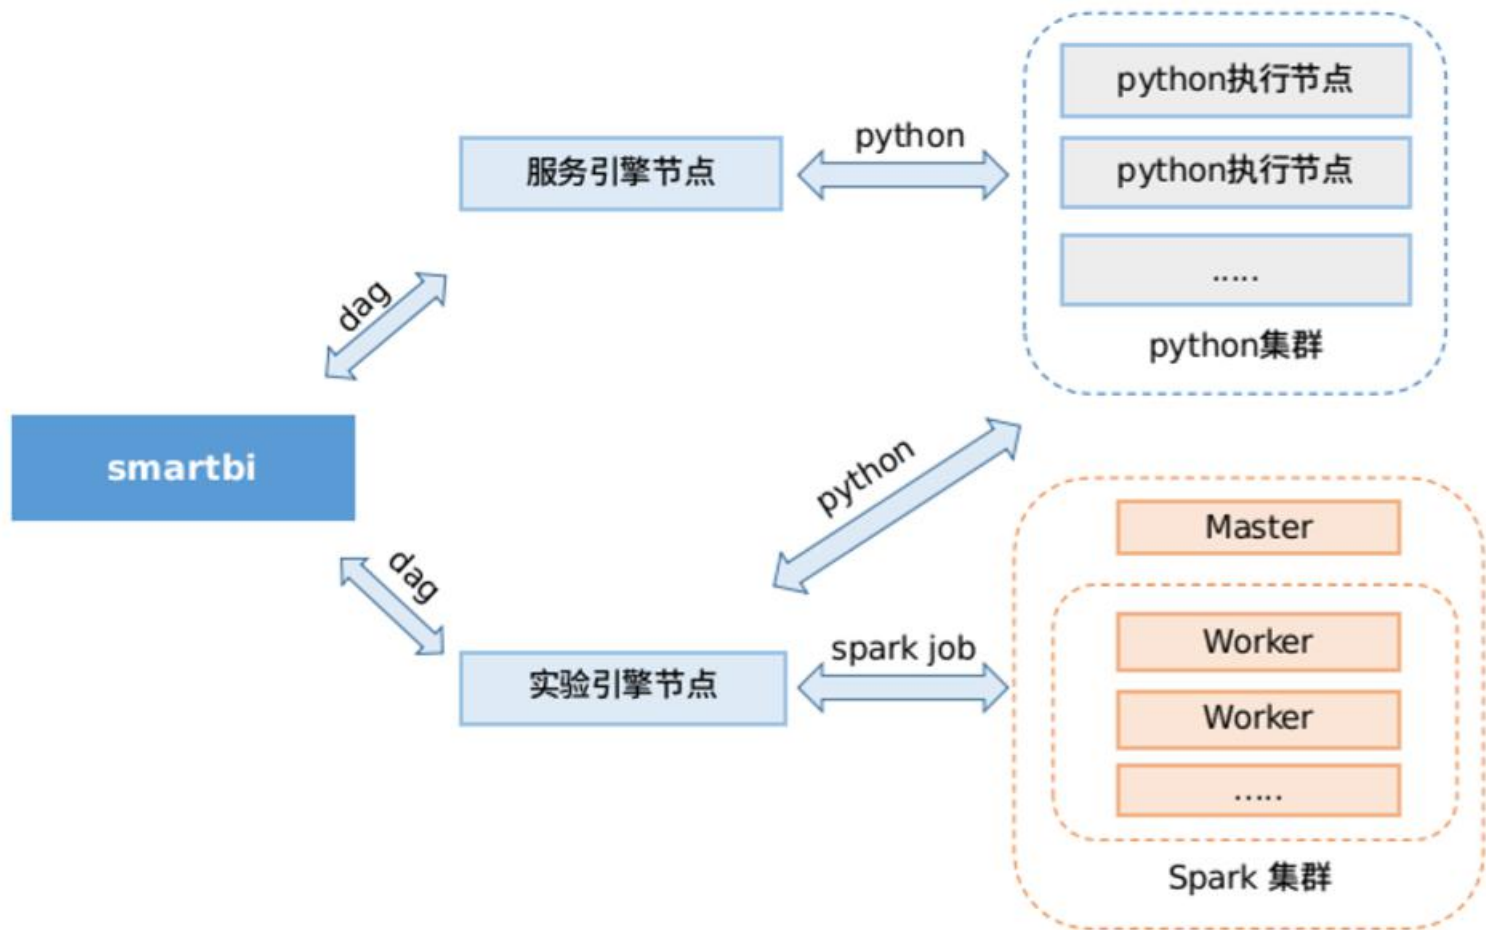 python执行节点
python
服务引擎节点
python执行节点
.....
dag
python集群
smartbi
python
Master
dag
spark job
Worker
实验引擎节点
Worker
.....
Spark 集群